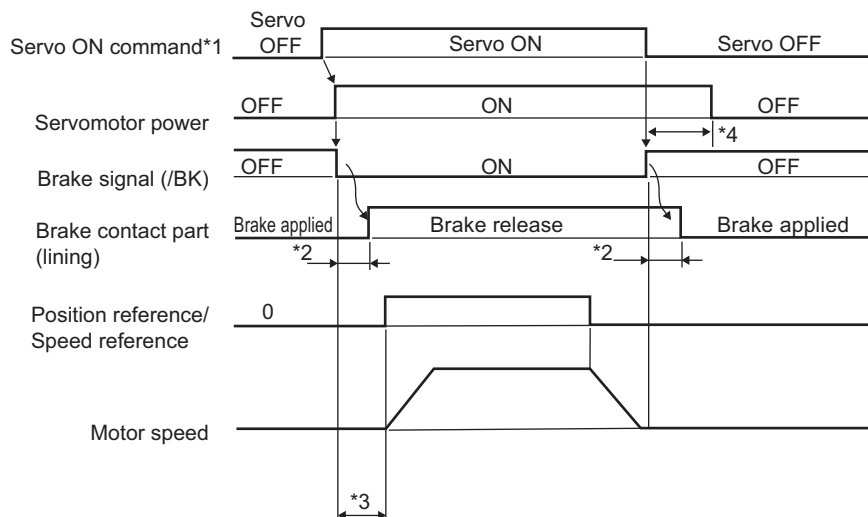 Servo
OFF
Servo ON command*1
Servo ON
Servo OFF
Servomotor power
OFF
ON
OFF
*4
Brake signal (/BK)
OFF
ON
OFF
Brake contact part
(lining)
Brake applied
Brake release
Brake applied
*2
*2
Position reference/
Speed reference
0
Motor speed
*3